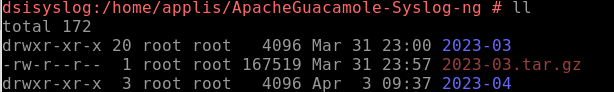 dsisyslog:/home/applis/ApacheGuacamole-Syslog-ng # ll
total 172
drwxr-xr-x 20 root root   4096 Mar 31 23:00 2023-03
-rw-r--r--  1 root root 167519 Mar 31 23:57 2023-03.tar.gz
drwxr-xr-x  3 root root   4096 Apr  3 09:37 2023-04